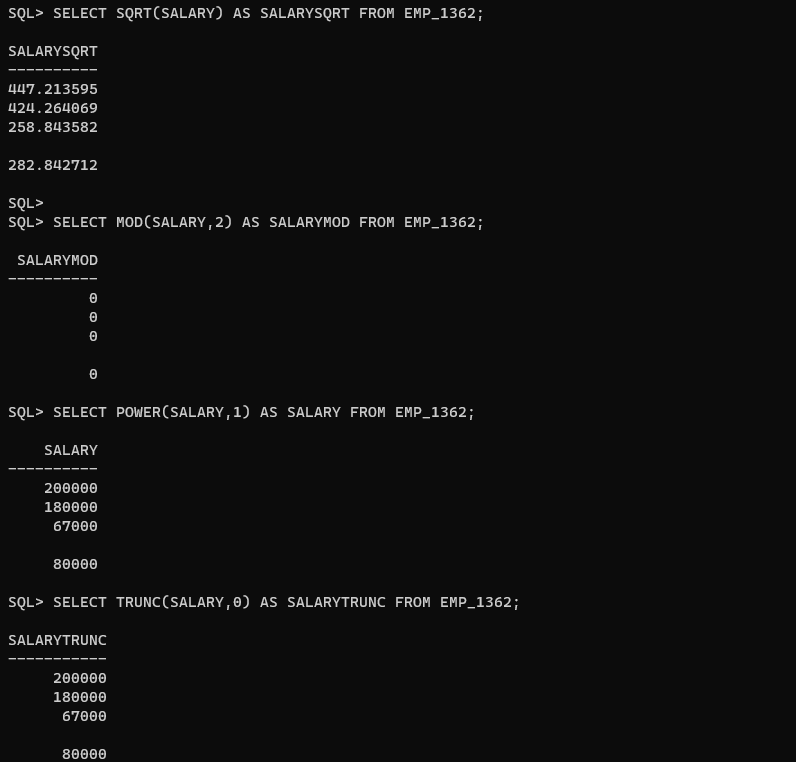 SQL> SELECT SQRT(SALARY) AS SALARYSQRT FROM EMP_1362;
SALARYSQRT
----------
447.213595
424.264069
258.843582
282.842712
SQL>
SQL> SELECT MOD(SALARY,2) AS SALARYMOD FROM EMP_1362;
SALARYMOD
----------
0
0
0
0
SQL> SELECT POWER(SALARY,1) AS SALARY FROM EMP_1362;
SALARY
----------
200000
180000
67000
80000
SQL> SELECT TRUNC(SALARY,0) AS SALARYTRUNC FROM EMP_1362;
SALARYTRUNC
-----------
200000
180000
67000
80000